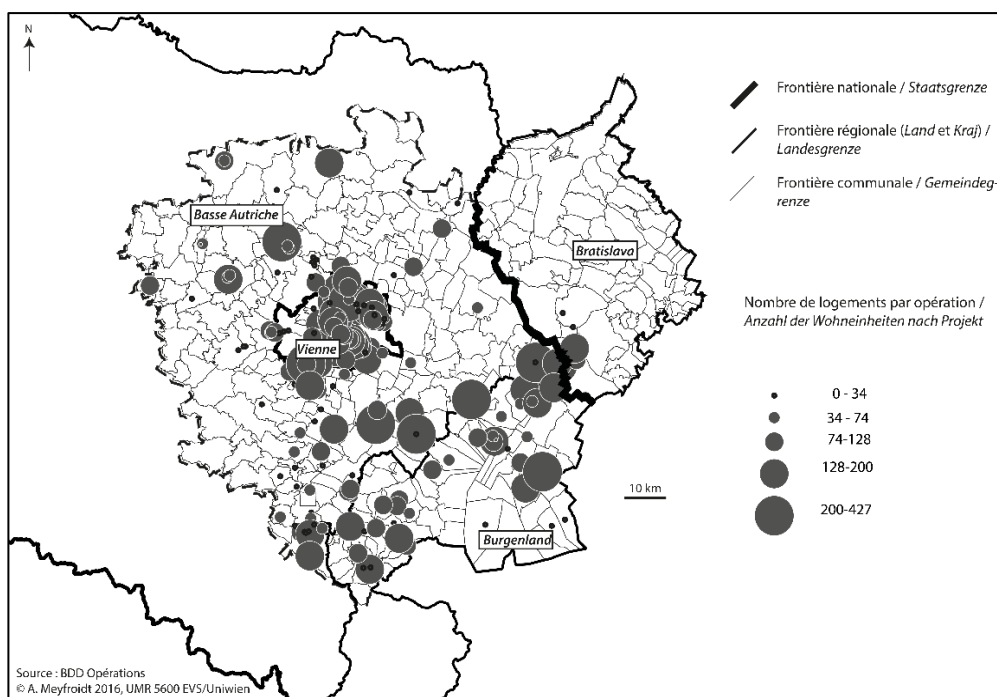 N
Frontière nationale / Staatsgrenze
Frontière régionale (Land et Kraj) /
Landesgrenze
Frontière communale / Gemeindeg-
renze
Basse Autriche
Bratislava
Vienne
Burgenland
10 km
Nombre de logements par opération /
Anzahl der Wohneinheiten nach Projekt
0 - 34
34 - 74
74-128
128-200
200-427
Source : BDD Opérations
© A. Meyfroidt 2016, UMR 5600 EVS/Uniwien